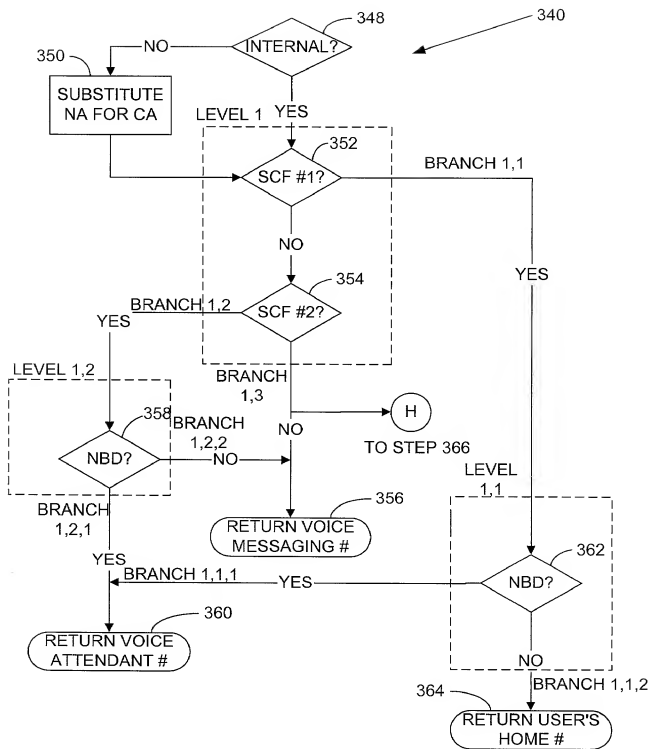 348
340
NO
INTERNAL?
350
SUBSTITUTE
NA FOR CA
YES
LEVEL 1
352
BRANCH 1,1
SCF #1?
NO
YES
354
BRANCH 1,2
SCF #2?
YES
LEVEL 1,2
BRANCH
1,3
H
358
BRANCH
1,2,2
NO
TO STEP 366
NBD?
NO
LEVEL
1,1
356
BRANCH
1,2,1
RETURN VOICE
MESSAGING #
362
YES
BRANCH 1,1,1
YES
NBD?
360
RETURN VOICE
ATTENDANT #
NO
BRANCH 1,1,2
364
RETURN USER'S
HOME #